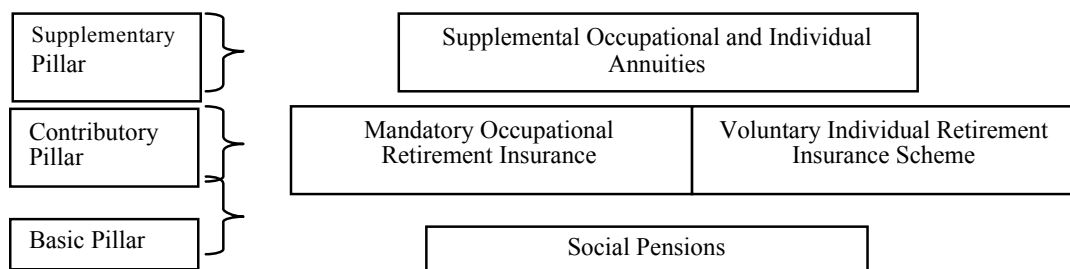 Supplementary
Pillar
Supplemental Occupational and Individual
Annuities
Contributory
Pillar
Mandatory Occupational
Retirement Insurance
Voluntary Individual Retirement
Insurance Scheme
Basic Pillar
Social Pensions